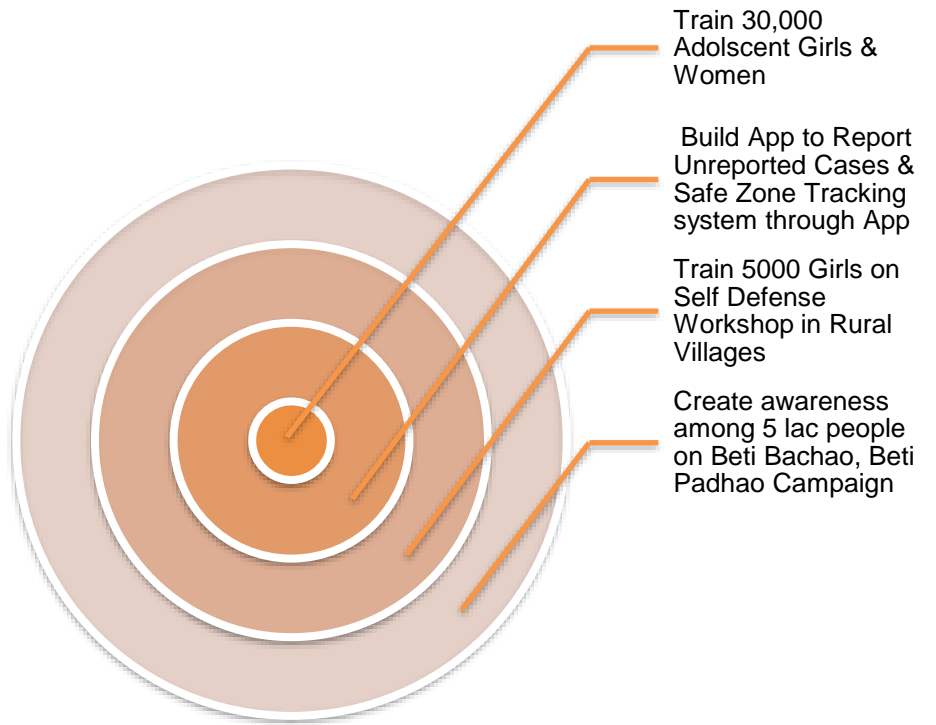 Train 30,000
Adolscent Girls &
Women
Build App to Report
Unreported Cases &
Safe Zone Tracking
system through App
Train 5000 Girls on
Self Defense
Workshop in Rural
Villages
Create awareness
among 5 lac people
on Beti Bachao, Beti
Padhao Campaign